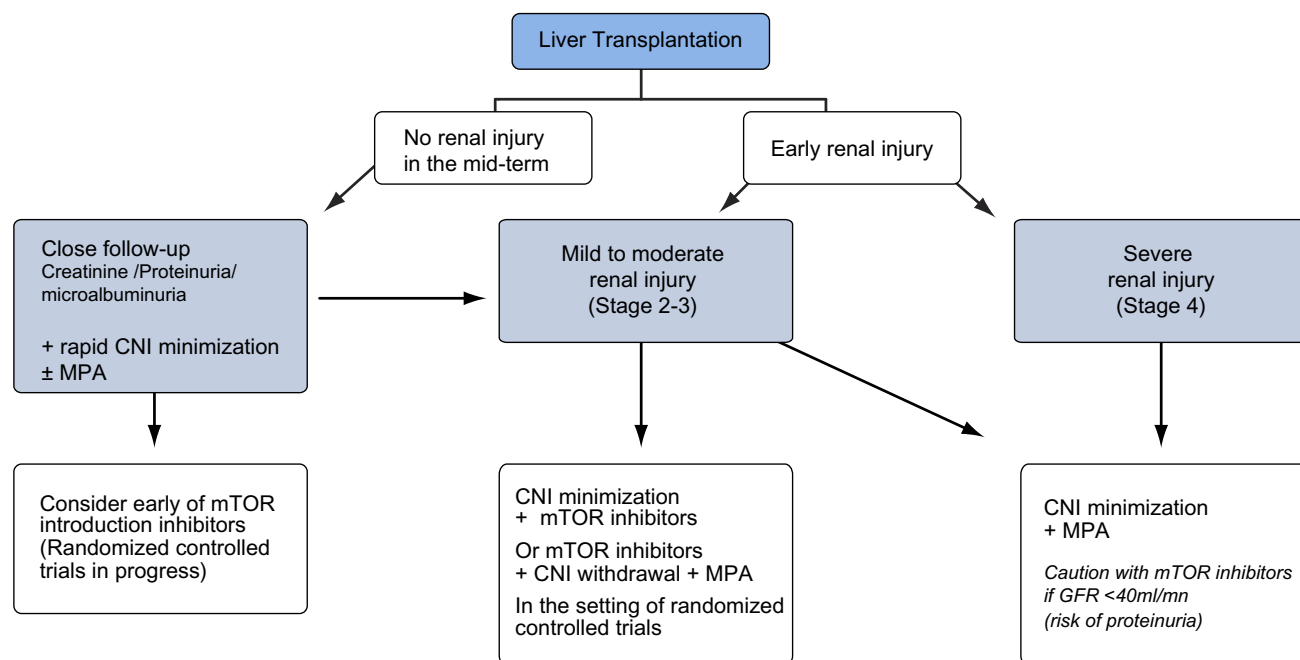 Liver Transplantation
No renal injury
in the mid-term
Early renal injury
Close follow-up
Creatinine /Proteinuria/
microalbuminuria
+ rapid CNI minimization
± MPA
Mild to moderate
renal injury
(Stage 2-3)
Severe
renal injury
(Stage 4)
Consider early of mTOR
introduction inhibitors
(Randomized controlled
trials in progress)
CNI minimization
+ mTOR inhibitors
Or mTOR inhibitors
+ CNI withdrawal + MPA
In the setting of randomized
controlled trials
CNI minimization
+ MPA
Caution with mTOR inhibitors
if GFR <40ml/mn
(risk of proteinuria)